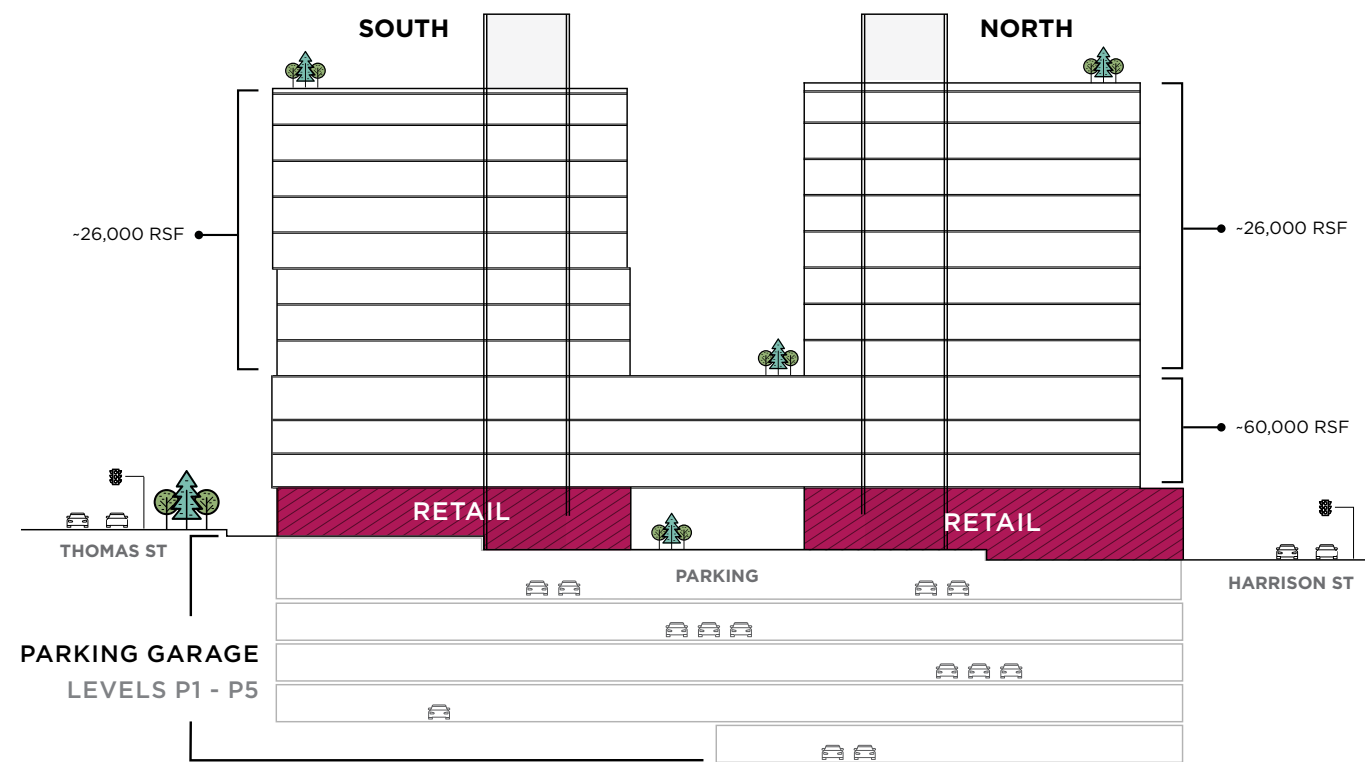 SOUTH
NORTH
~26,000 RSF
~26,000 RSF
~60,000 RSF
RETAIL
RETAIL
THOMAS ST
PARKING
HARRISON ST
PARKING GARAGE
LEVELS P1 - P5